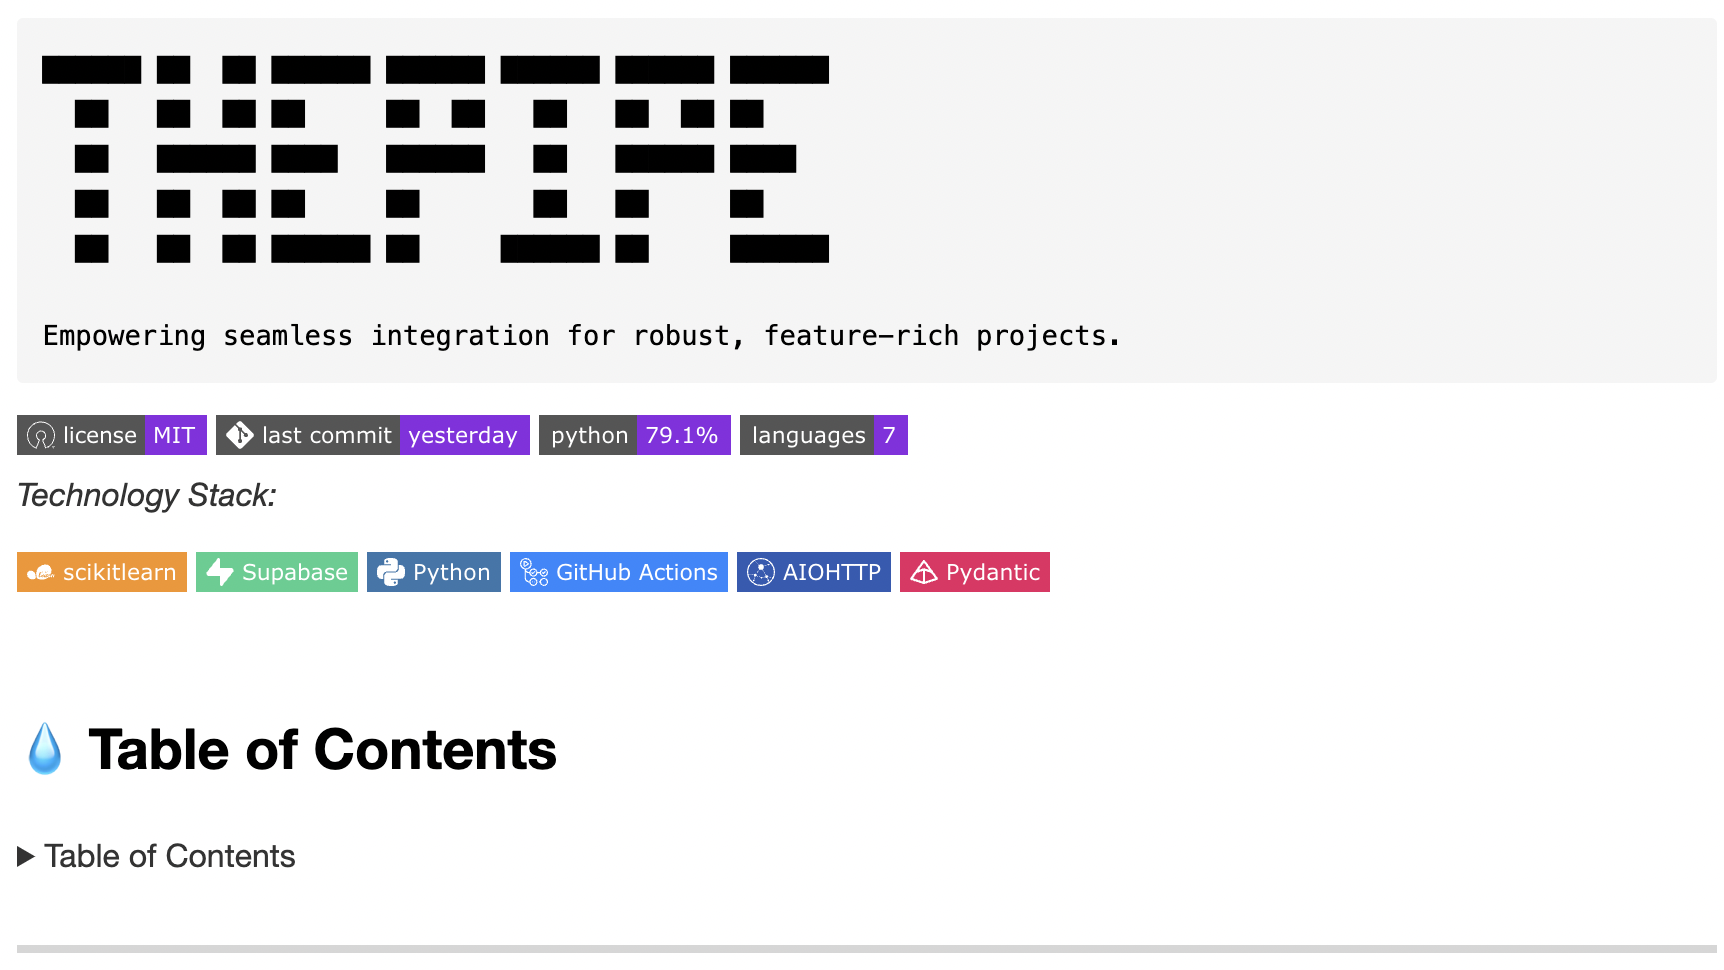 THEPIPE
Empowering seamless integration for robust, feature-rich projects.
license MIT last commit yesterday python 79.1% languages 7
Technology Stack:
scikitlearn Supabase Python GitHub Actions AIOHTTP Pydantic
Table of Contents
Table of Contents